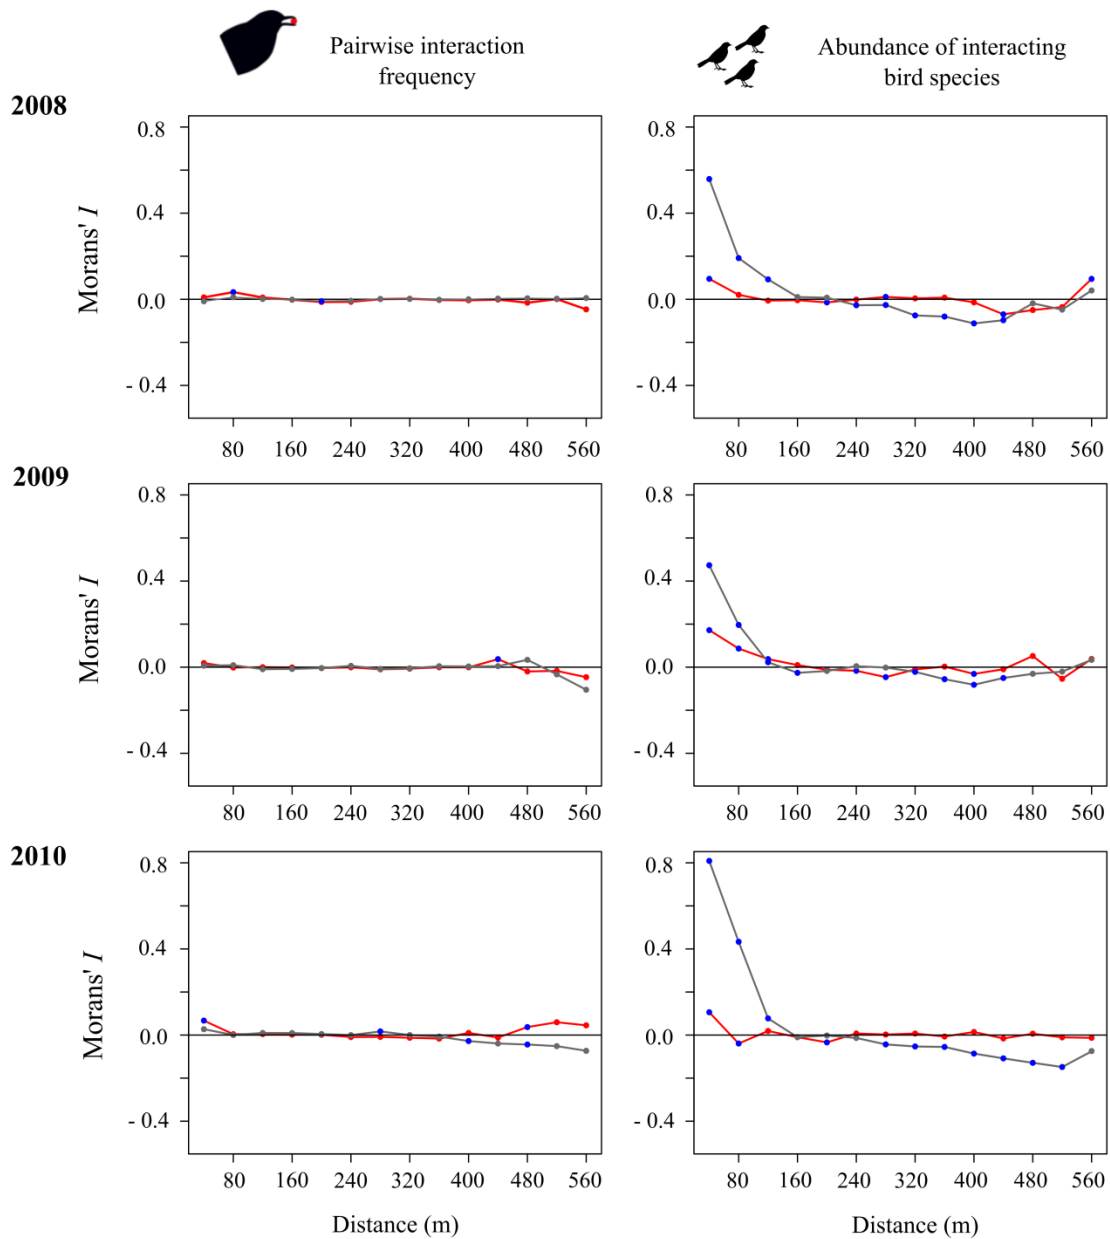 Pairwise interaction
frequency
Abundance of interacting
bird species
2008
Morans' I
0.8
0.4
0.0
- 0.4
80 160 240 320 400 480 560
0.8
0.4
0.0
- 0.4
80 160 240 320 400 480 560
2009
Morans' I
0.8
0.4
0.0
- 0.4
80 160 240 320 400 480 560
0.8
0.4
0.0
- 0.4
80 160 240 320 400 480 560
2010
Morans' I
0.8
0.4
0.0
- 0.4
80 160 240 320 400 480 560
Distance (m)
0.8
0.4
0.0
- 0.4
80 160 240 320 400 480 560
Distance (m)